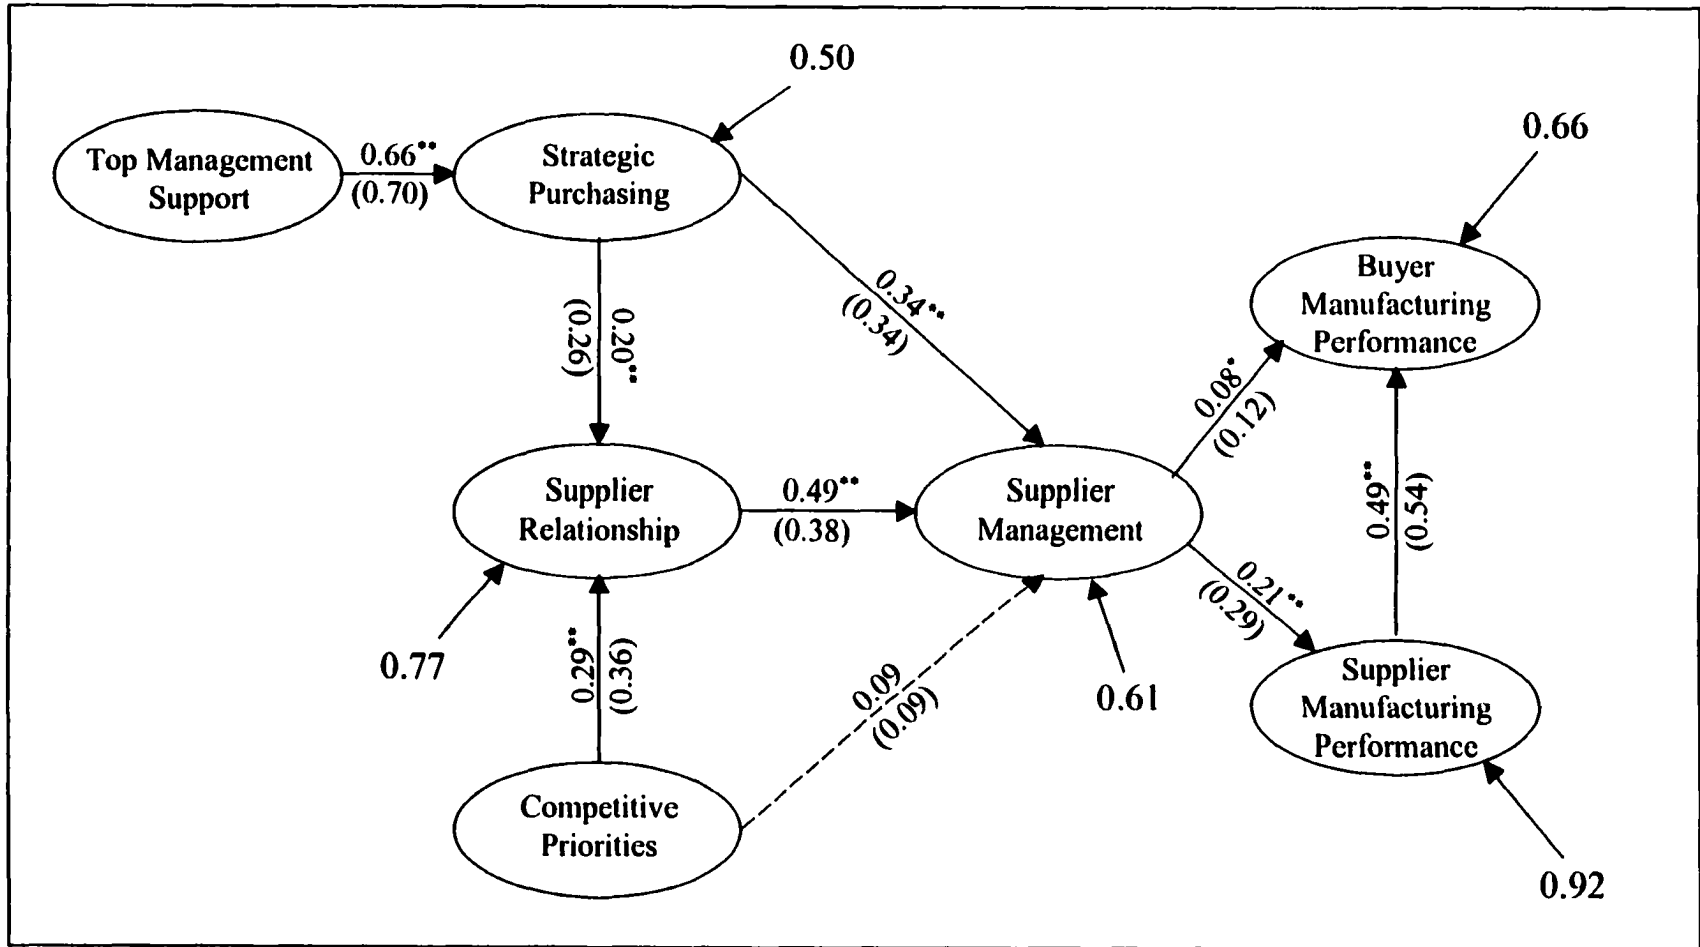 0.50
0.66
Top Management
Support
0.66**
(0.70)
Strategic
Purchasing
Buyer
Manufacturing
Performance
0.20**
(0.26)
0.34**
(0.34)
0.08*
(0.12)
Supplier
Relationship
0.49**
(0.38)
Supplier
Management
0.49**
(0.54)
0.21**
(0.29)
0.77
0.29**
(0.36)
0.09
(0.09)
0.61
Supplier
Manufacturing
Performance
Competitive
Priorities
0.92